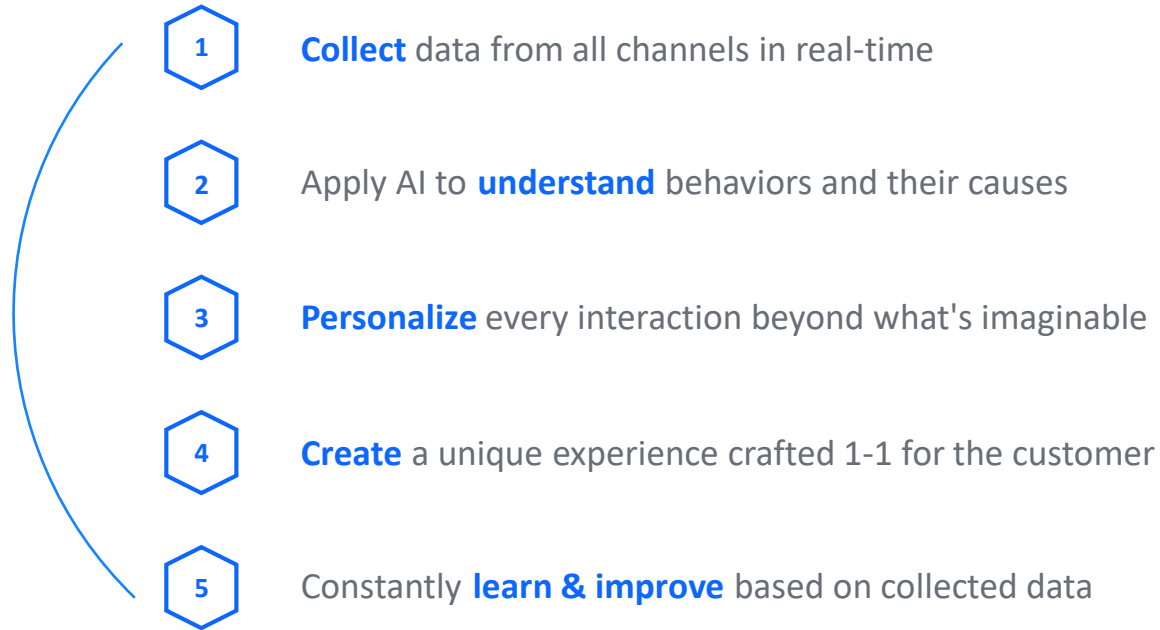 1
Collect data from all channels in real-time
2
Apply AI to understand behaviors and their causes
3
Personalize every interaction beyond what's imaginable
4
Create a unique experience crafted 1-1 for the customer
5
Constantly learn & improve based on collected data